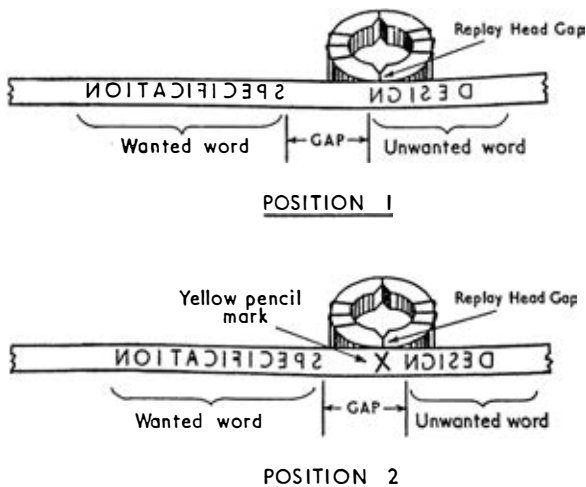 Replay Head Gap
SPECIFICATION DESIGN
Wanted word GAP Unwanted word
POSITION 1
Yellow pencil mark
Replay Head Gap
SPECIFICATION X DESIGN
Wanted word GAP Unwanted word
POSITION 2